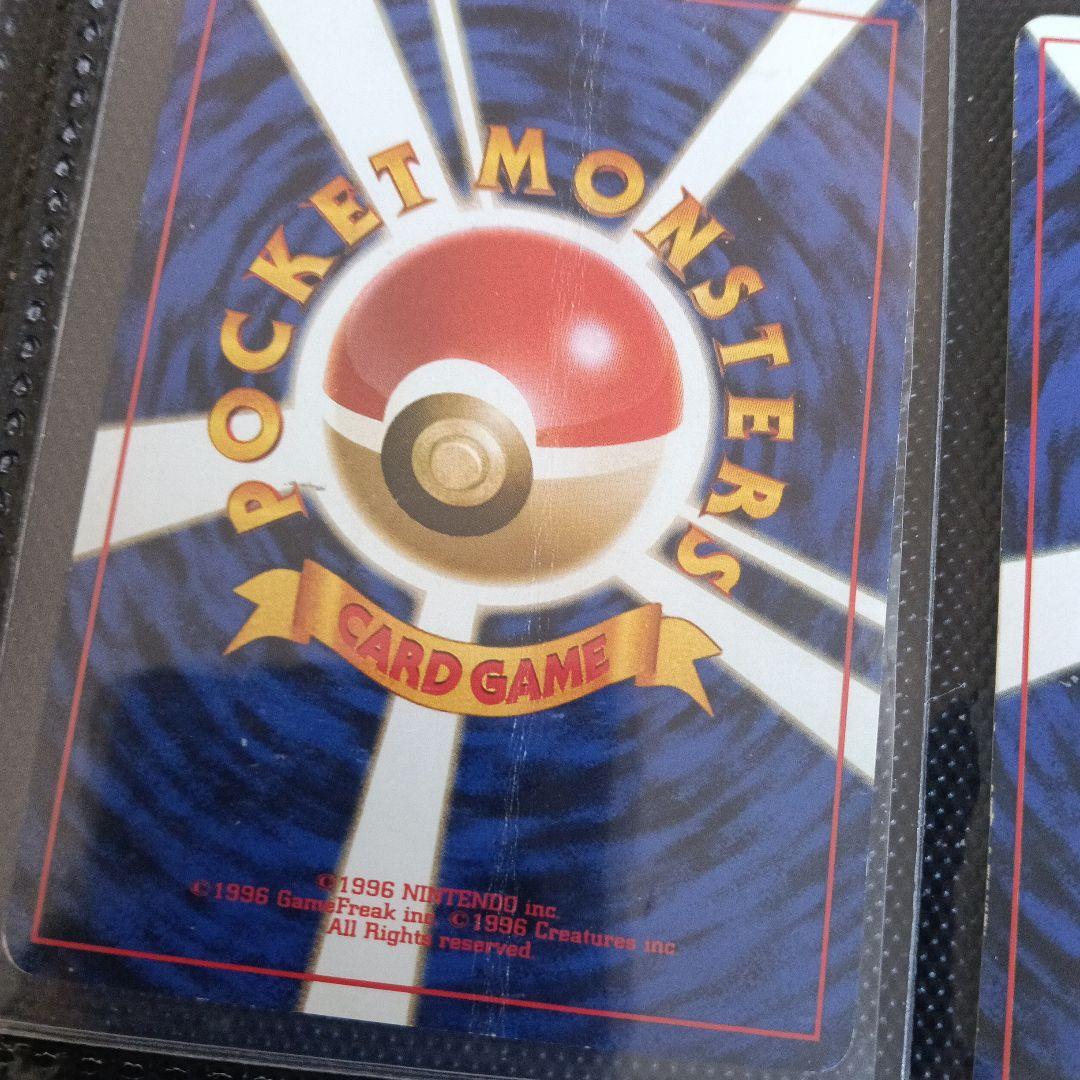 POCKET MONSTERS
CARD GAME
©1996 NINTENDO inc.
©1996 GameFreak inc. ©1996 Creatures inc
All Rights reserved.